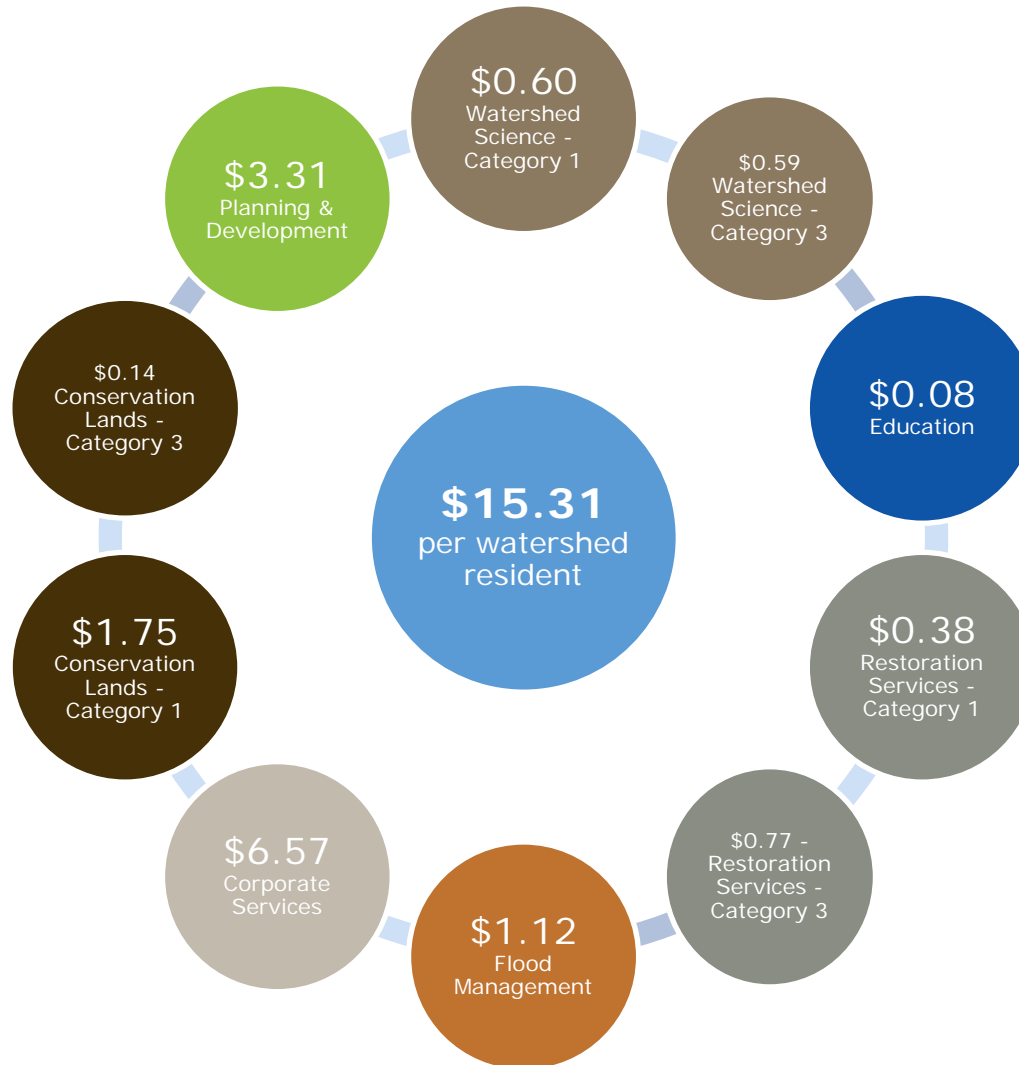 $0.60
Watershed
Science -
Category 1
$0.59
Watershed
Science -
Category 3
$0.08
Education
$0.38
Restoration
Services -
Category 1
$0.77 -
Restoration
Services -
Category 3
$1.12
Flood
Management
$6.57
Corporate
Services
$1.75
Conservation
Lands -
Category 1
$0.14
Conservation
Lands -
Category 3
$3.31
Planning &
Development
$15.31
per watershed
resident